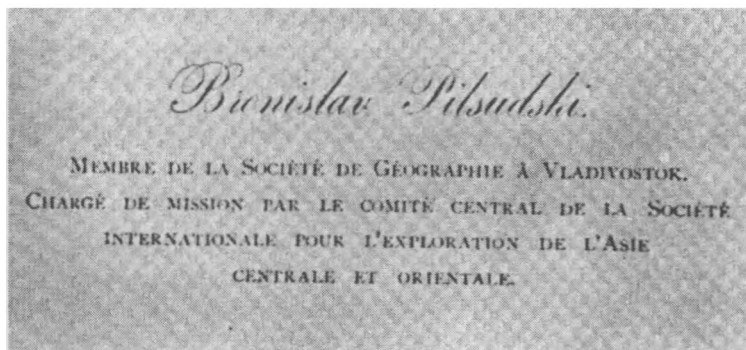 Bronislav Pilsudski.
Membre de la Société de Géographie à Vladivostok.
Chargé de mission par le comité central de la Société
internationale pour l'exploration de l'Asie
centrale et orientale.